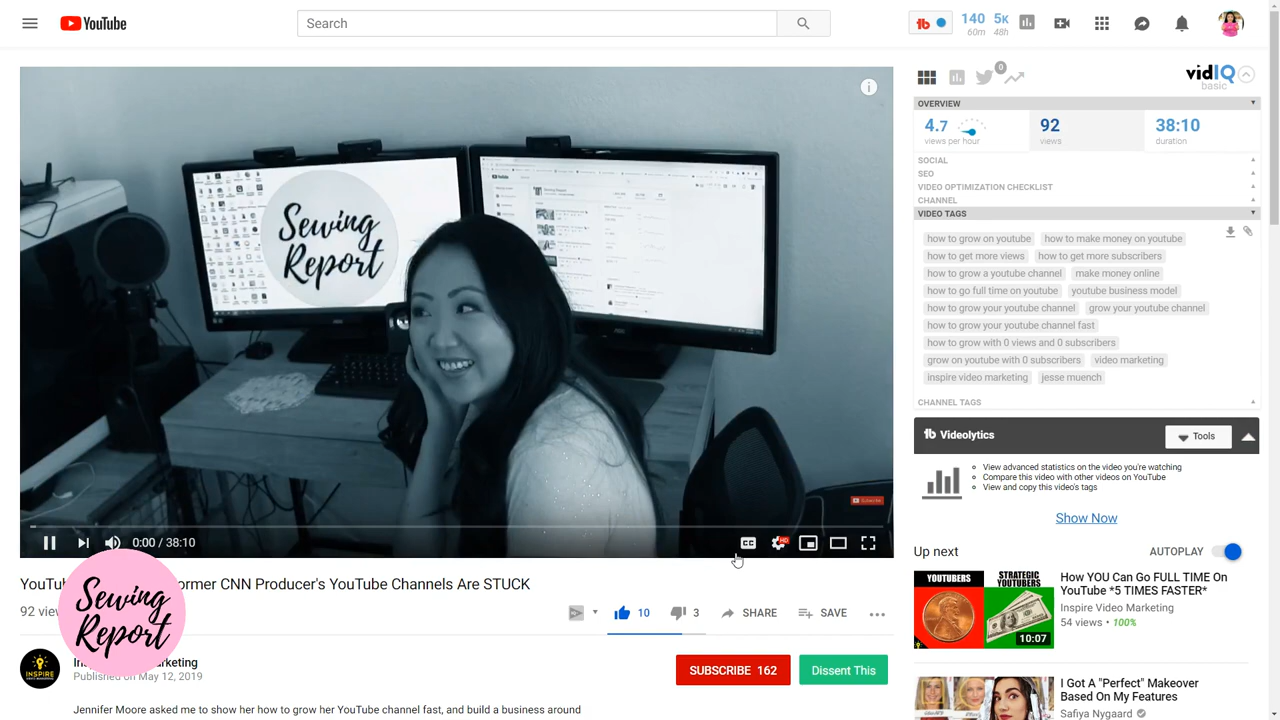 YouTube
Search
140 5K
60m 48h
i
Sewing
Report
Subscribe
0:00 / 38:10
CC
HD
ormer CNN Producer's YouTube Channels Are STUCK
92
10
3
SHARE
SAVE
Sewing
Report
INSPIRE
Marketing
Published on May 12, 2019
SUBSCRIBE 162
Dissent This
Jennifer Moore asked me to show her how to grow her YouTube channel fast, and build a business around
0
vidIQ
basic
OVERVIEW
4.7
views per hour
92
views
38:10
duration
SOCIAL
SEO
VIDEO OPTIMIZATION CHECKLIST
CHANNEL
VIDEO TAGS
how to grow on youtube how to make money on youtube
how to get more views how to get more subscribers
how to grow a youtube channel make money online
how to go full time on youtube youtube business model
how to grow your youtube channel grow your youtube channel
how to grow your youtube channel fast
how to grow with 0 views and 0 subscribers
grow on youtube with 0 subscribers video marketing
inspire video marketing jesse muench
CHANNEL TAGS
tb Videolytics
Tools
View advanced statistics on the video you're watching
Compare this video with other videos on YouTube
View and copy this video's tags
Show Now
Up next
AUTOPLAY
YOUTUBERS
STRATEGIC
YOUTUBERS
10:07
How YOU Can Go FULL TIME On
YouTube *5 TIMES FASTER*
Inspire Video Marketing
54 views • 100%
I Got A "Perfect" Makeover
Based On My Features
Safiya Nygaard